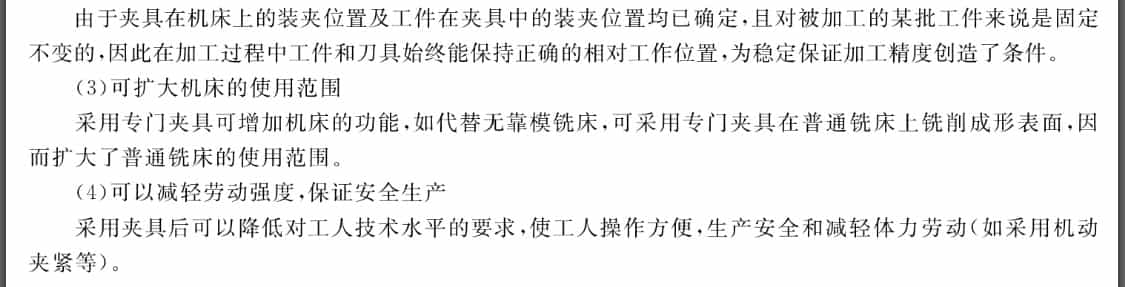 由于夹具在机床上的装夹位置及工件在夹具中的装夹位置均已确定,且对被加工的某批工件来说是固定
不变的,因此在加工过程中工件和刀具始终能保持正确的相对工作位置,为稳定保证加工精度创造了条件。
(3)可扩大机床的使用范围
采用专门夹具可增加机床的功能,如代替无靠模铣床,可采用专门夹具在普通铣床上铣削成形表面,因
而扩大了普通铣床的使用范围。
(4)可以减轻劳动强度,保证安全生产
采用夹具后可以降低对工人技术水平的要求,使工人操作方便,生产安全和减轻体力劳动(如采用机动
夹紧等)。